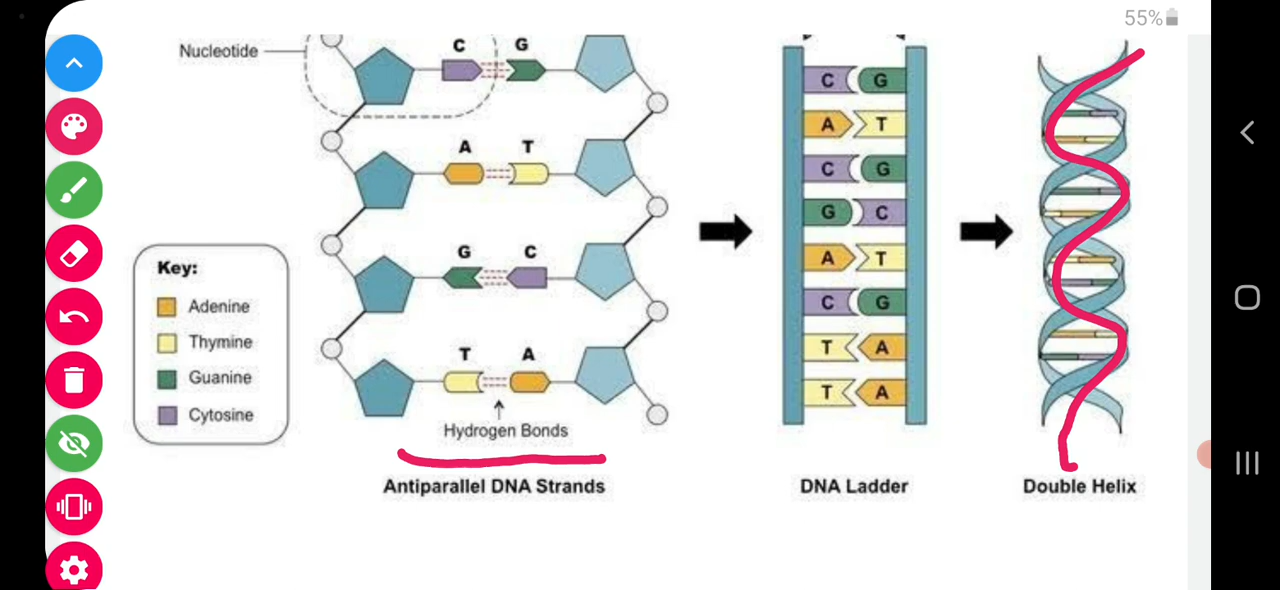 55%
Nucleotide
C G
A T
G C
T A
Hydrogen Bonds
Antiparallel DNA Strands
Key:
Adenine
Thymine
Guanine
Cytosine
C G
A T
C G
G C
A T
C G
T A
T A
DNA Ladder
Double Helix